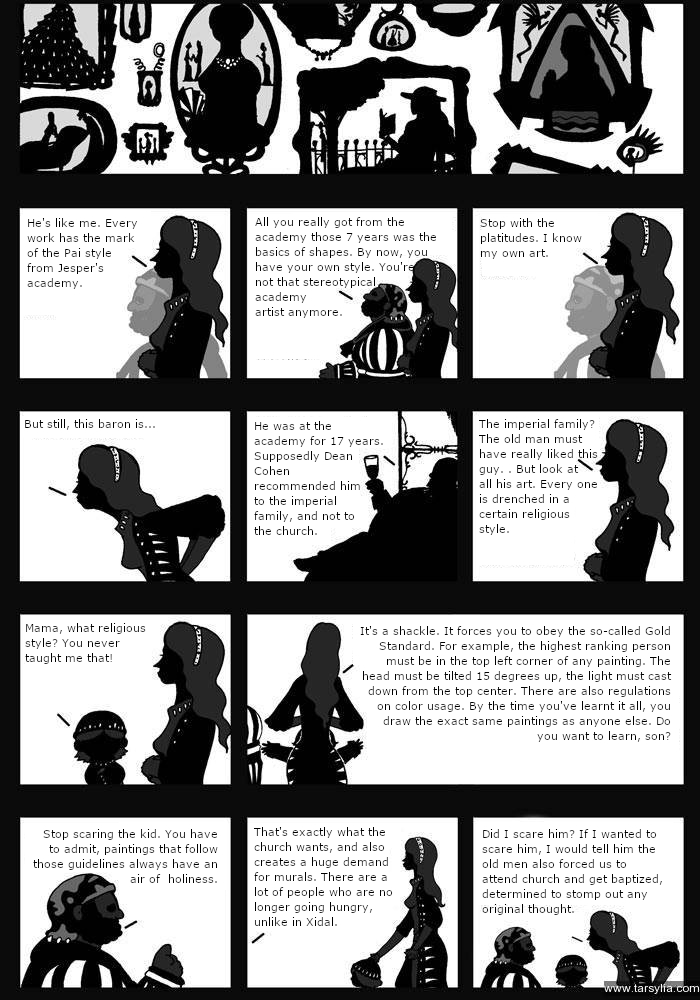 He's like me. Every
work has the mark
of the Pai style
from Jesper's
academy.
All you really got from the
academy those 7 years was the
basics of shapes. By now, you
have your own style. You're
not that stereotypical
academy
artist anymore.
Stop with the
platitudes. I know
my own art.
But still, this baron is...
He was at the
academy for 17 years.
Supposedly Dean
Cohen
recommended him
to the imperial
family, and not to
the church.
The imperial family?
The old man must
have really liked this
guy. . But look at
all his art. Every one
is drenched in a
certain religious
style.
Mama, what religious
style? You never
taught me that!
It's a shackle. It forces you to obey the so-called Gold
Standard. For example, the highest ranking person
must be in the top left corner of any painting. The
head must be tilted 15 degrees up, the light must cast
down from the top center. There are also regulations
on color usage. By the time you've learnt it all, you
draw the exact same paintings as anyone else. Do
you want to learn, son?
Stop scaring the kid. You have
to admit, paintings that follow
those guidelines always have an
air of holiness.
That's exactly what the
church wants, and also
creates a huge demand
for murals. There are a
lot of people who are no
longer going hungry,
unlike in Xidal.
Did I scare him? If I wanted to
scare him, I would tell him the
old men also forced us to
attend church and get baptized,
determined to stomp out any
original thought.
www.tarsylia.com